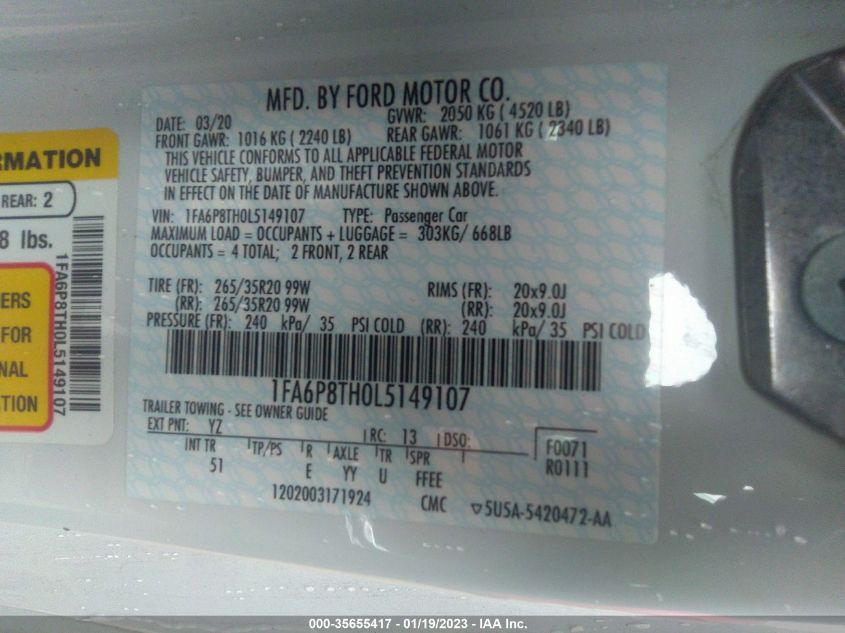 MFD. BY FORD MOTOR CO.
DATE: 03/20 GVWR: 2050 KG ( 4520 LB)
FRONT GAWR: 1016 KG ( 2240 LB) REAR GAWR: 1061 KG ( 2340 LB)
THIS VEHICLE CONFORMS TO ALL APPLICABLE FEDERAL MOTOR
VEHICLE SAFETY, BUMPER, AND THEFT PREVENTION STANDARDS
IN EFFECT ON THE DATE OF MANUFACTURE SHOWN ABOVE.
VIN: 1FA6P8TH0L5149107 TYPE: Passenger Car
MAXIMUM LOAD = OCCUPANTS + LUGGAGE = 303KG/ 668LB
OCCUPANTS = 4 TOTAL; 2 FRONT, 2 REAR
TIRE (FR): 265/35R20 99W RIMS (FR): 20x9.0J
(RR): 265/35R20 99W (RR): 20x9.0J
PRESSURE (FR): 240 kPa/ 35 PSI COLD (RR): 240 kPa/ 35 PSI COLD
1FA6P8TH0L5149107
TRAILER TOWING - SEE OWNER GUIDE
EXT PNT: YZ RC: 13 DSO: F0071
INT TR TP/PS R AXLE TR SPR R0111
51 E YY U FFEE
1202003171924 CMC ▽5U5A-5420472-AA
RMATION
REAR: 2
8 lbs.
ERS
FOR
NAL
TION
1FA6P8TH0L5149107
000-35655417 - 01/19/2023 - IAA Inc.